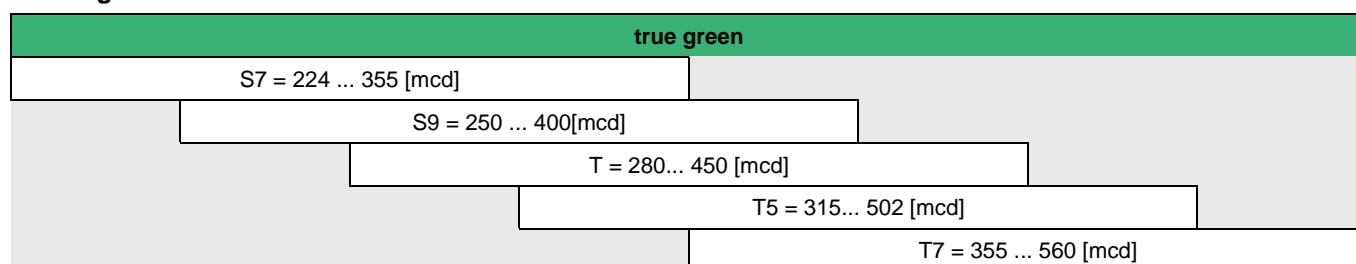 true green
S7 = 224 ... 355 [mcd]
S9 = 250 ... 400[mcd]
T = 280... 450 [mcd]
T5 = 315... 502 [mcd]
T7 = 355 ... 560 [mcd]